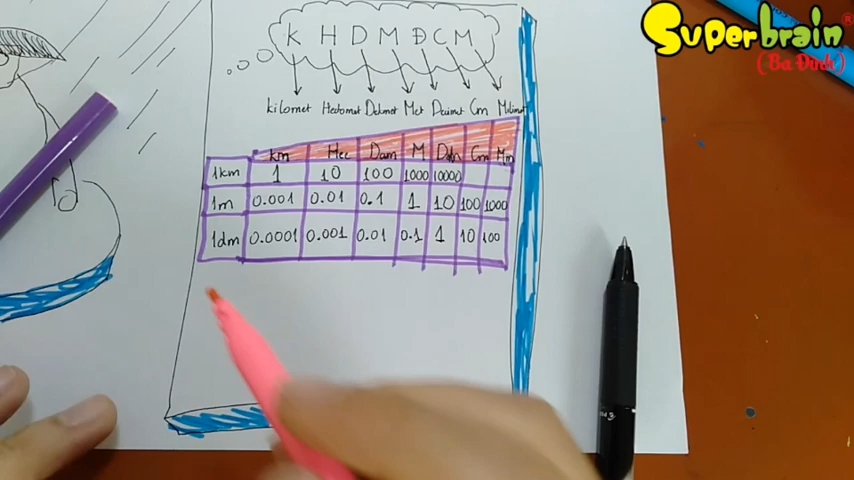 Superbrain
(Ba Đình)
K H D M Đ C M
kilomet Hectomet Dekamet Met Decimet Cm Milimet
km Hec Dam M Dm Cm Mm
1km 1 10 100 1000 10000
1m 0.001 0.01 0.1 1 10 100 1000
1dm 0.0001 0.001 0.01 0.1 1 10 100